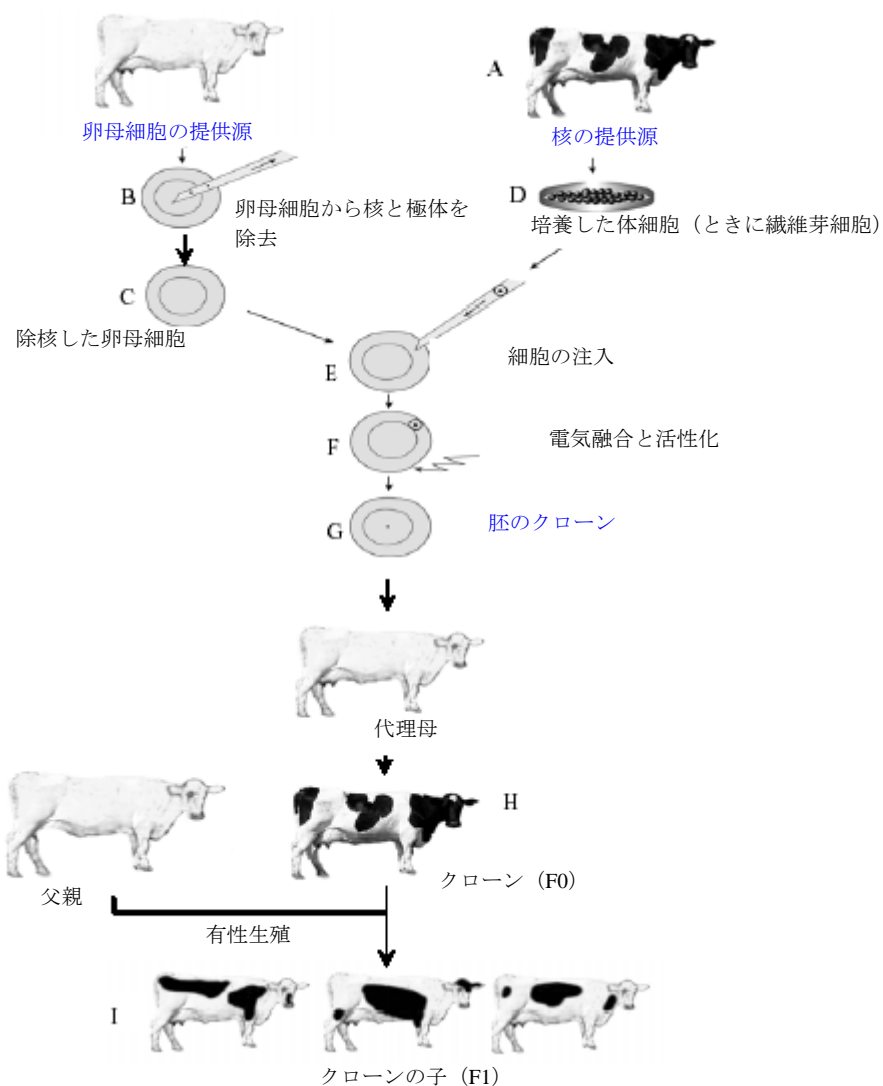 A
卵母細胞の提供源
核の提供源
B
卵母細胞から核と極体を
除去
D
培養した体細胞（ときに繊維芽細胞）
C
除核した卵母細胞
E
細胞の注入
F
電気融合と活性化
G
胚のクローン
代理母
H
クローン（F0）
父親
有性生殖
I
クローンの子（F1）